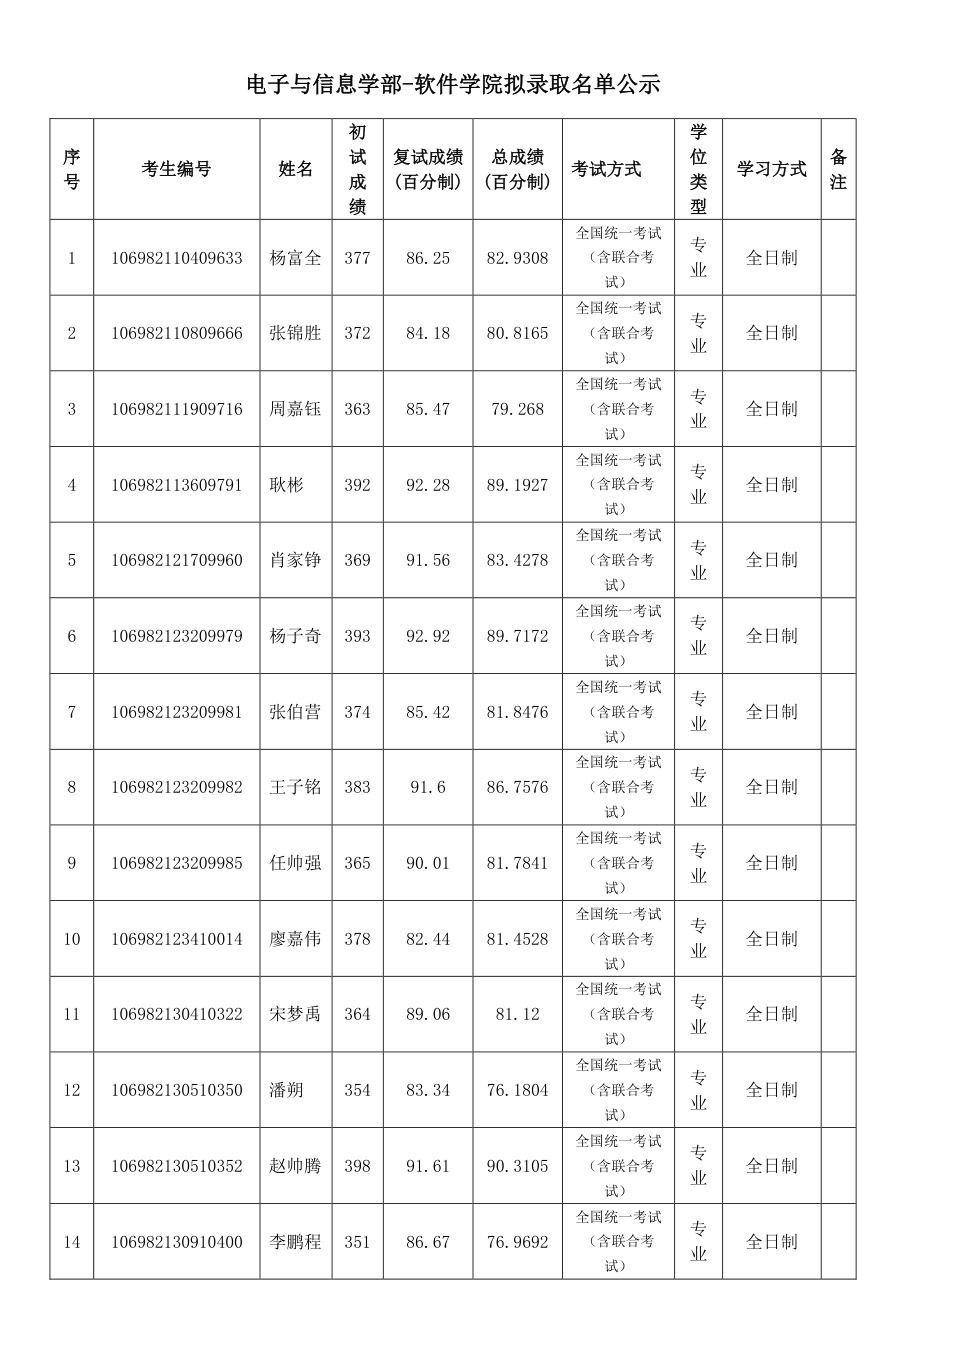 电子与信息学部-软件学院拟录取名单公示
序号 考生编号 姓名 初试成绩 复试成绩(百分制) 总成绩(百分制) 考试方式 学位类型 学习方式 备注
1 106982110409633 杨富全 377 86.25 82.9308 全国统一考试（含联合考试） 专业 全日制
2 106982110809666 张锦胜 372 84.18 80.8165 全国统一考试（含联合考试） 专业 全日制
3 106982111909716 周嘉钰 363 85.47 79.268 全国统一考试（含联合考试） 专业 全日制
4 106982113609791 耿彬 392 92.28 89.1927 全国统一考试（含联合考试） 专业 全日制
5 106982121709960 肖家铮 369 91.56 83.4278 全国统一考试（含联合考试） 专业 全日制
6 106982123209979 杨子奇 393 92.92 89.7172 全国统一考试（含联合考试） 专业 全日制
7 106982123209981 张伯营 374 85.42 81.8476 全国统一考试（含联合考试） 专业 全日制
8 106982123209982 王子铭 383 91.6 86.7576 全国统一考试（含联合考试） 专业 全日制
9 106982123209985 任帅强 365 90.01 81.7841 全国统一考试（含联合考试） 专业 全日制
10 106982123410014 廖嘉伟 378 82.44 81.4528 全国统一考试（含联合考试） 专业 全日制
11 106982130410322 宋梦禹 364 89.06 81.12 全国统一考试（含联合考试） 专业 全日制
12 106982130510350 潘朔 354 83.34 76.1804 全国统一考试（含联合考试） 专业 全日制
13 106982130510352 赵帅腾 398 91.61 90.3105 全国统一考试（含联合考试） 专业 全日制
14 106982130910400 李鹏程 351 86.67 76.9692 全国统一考试（含联合考试） 专业 全日制